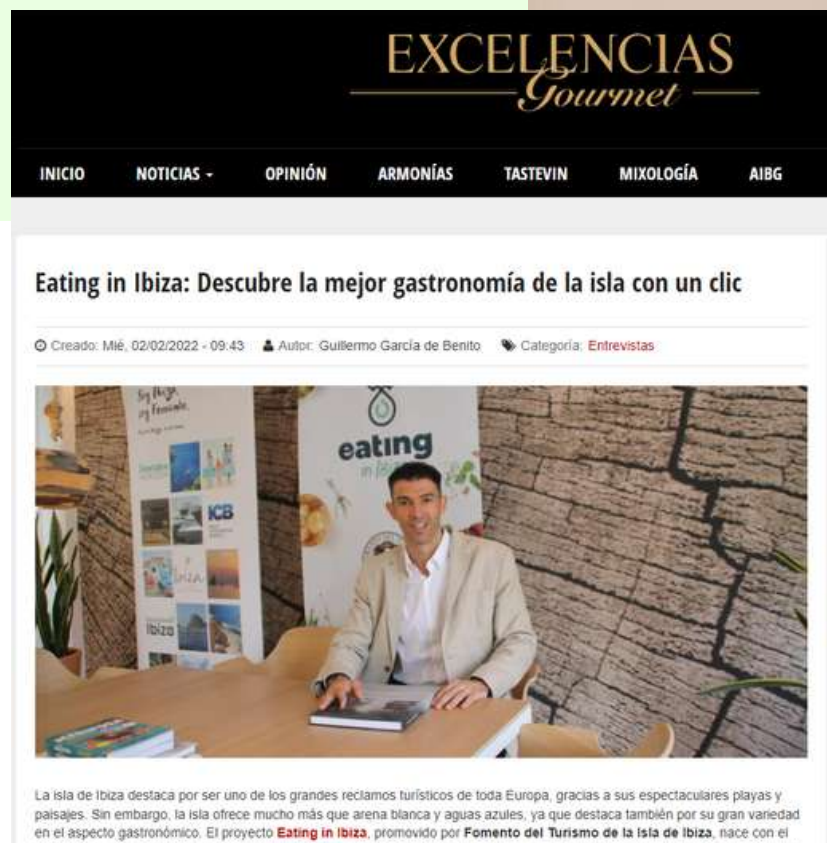 EXCELENCIAS
Gourmet
INICIO NOTICIAS OPINIÓN ARMONÍAS TASTEVIN MIXOLOGÍA AIBG
Eating in Ibiza: Descubre la mejor gastronomía de la isla con un clic
Creado: Mié, 02/02/2022 - 09:43 Autor: Guillermo García de Benito Categoría: Entrevistas
eating
ICB
Ibiza
La isla de Ibiza destaca por ser uno de los grandes reclamos turísticos de toda Europa, gracias a sus espectaculares playas y
paisajes. Sin embargo, la isla ofrece mucho más que arena blanca y aguas azules, ya que destaca también por su gran variedad
en el aspecto gastronómico. El proyecto Eating in Ibiza, promovido por Fomento del Turismo de la Isla de Ibiza, nace con el